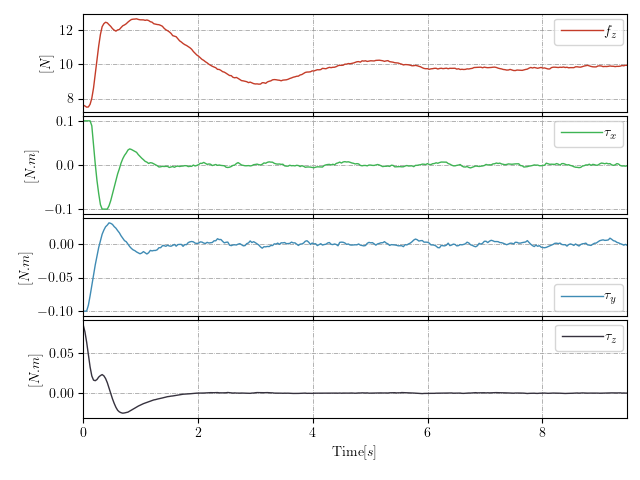 12
10
8
[N]
f_z
0.1
0.0
−0.1
[N.m]
τ_x
0.00
−0.05
−0.10
[N.m]
τ_y
0.05
0.00
[N.m]
τ_z
0 2 4 6 8
Time[s]